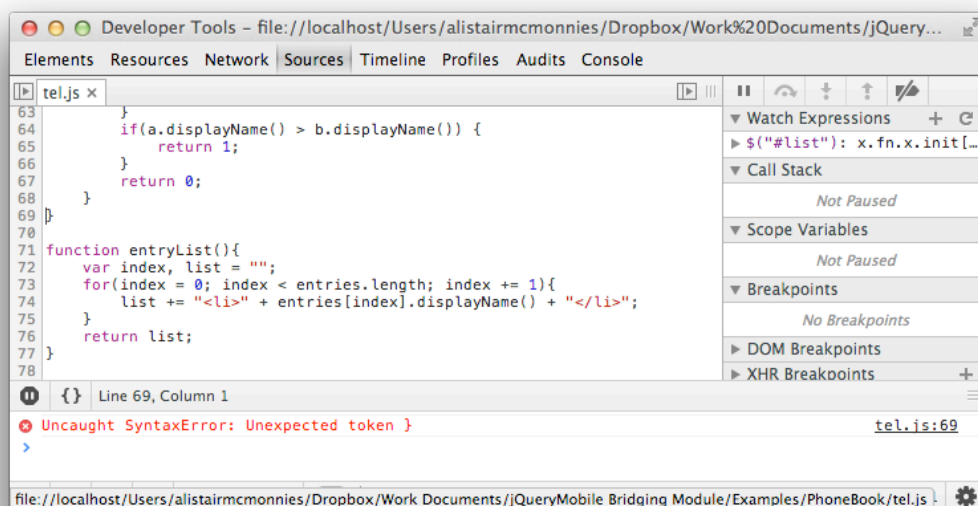 Developer Tools – file://localhost/Users/alistairmcmonnies/Dropbox/Work%20Documents/jQuery...
Elements Resources Network Sources Timeline Profiles Audits Console
tel.js ×
63 }
64 if(a.displayName() > b.displayName()) {
65 return 1;
66 }
67 return 0;
68 }
69 }
70
71 function entryList(){
72 var index, list = "";
73 for(index = 0; index < entries.length; index += 1){
74 list += "<li>" + entries[index].displayName() + "</li>";
75 }
76 return list;
77 }
78
Watch Expressions + C
$("#list"): x.fn.x.init[…
Call Stack
Not Paused
Scope Variables
Not Paused
Breakpoints
No Breakpoints
DOM Breakpoints
XHR Breakpoints +
{} Line 69, Column 1
Uncaught SyntaxError: Unexpected token } tel.js:69
>
file://localhost/Users/alistairmcmonnies/Dropbox/Work Documents/jQueryMobile Bridging Module/Examples/PhoneBook/tel.js